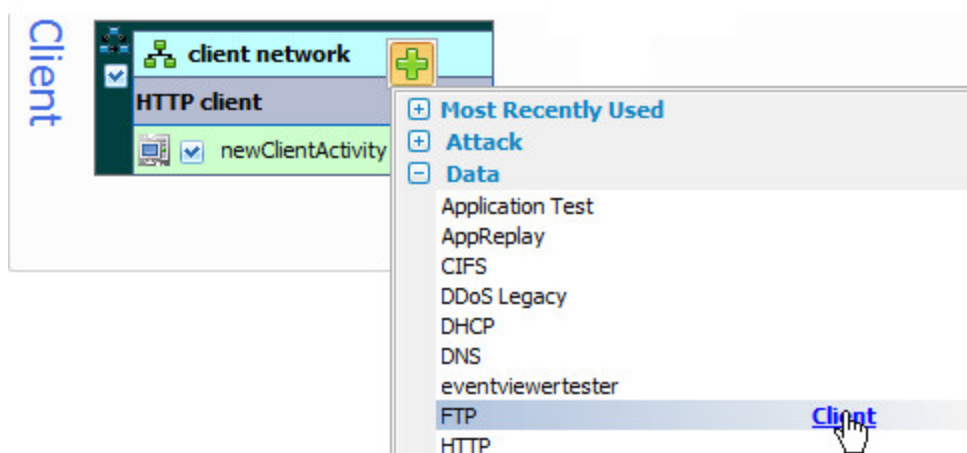 Client
client network
HTTP client
newClientActivity
Most Recently Used
Attack
Data
Application Test
AppReplay
CIFS
DDoS Legacy
DHCP
DNS
eventviewertester
FTP Client
HTTP